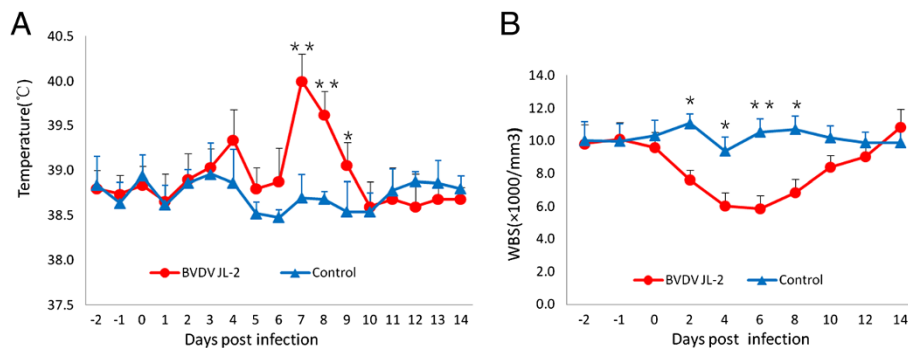 A
Temperature(℃)
40.5
40.0
39.5
39.0
38.5
38.0
37.5
**
**
*
BVDV JL-2
Control
-2 -1 0 1 2 3 4 5 6 7 8 9 10 11 12 13 14
Days post infection
B
WBS(×1000/mm3)
14.0
12.0
10.0
8.0
6.0
4.0
2.0
0.0
*
*
**
*
BVDV JL-2
Control
-2 -1 0 2 4 6 8 10 12 14
Days post infection